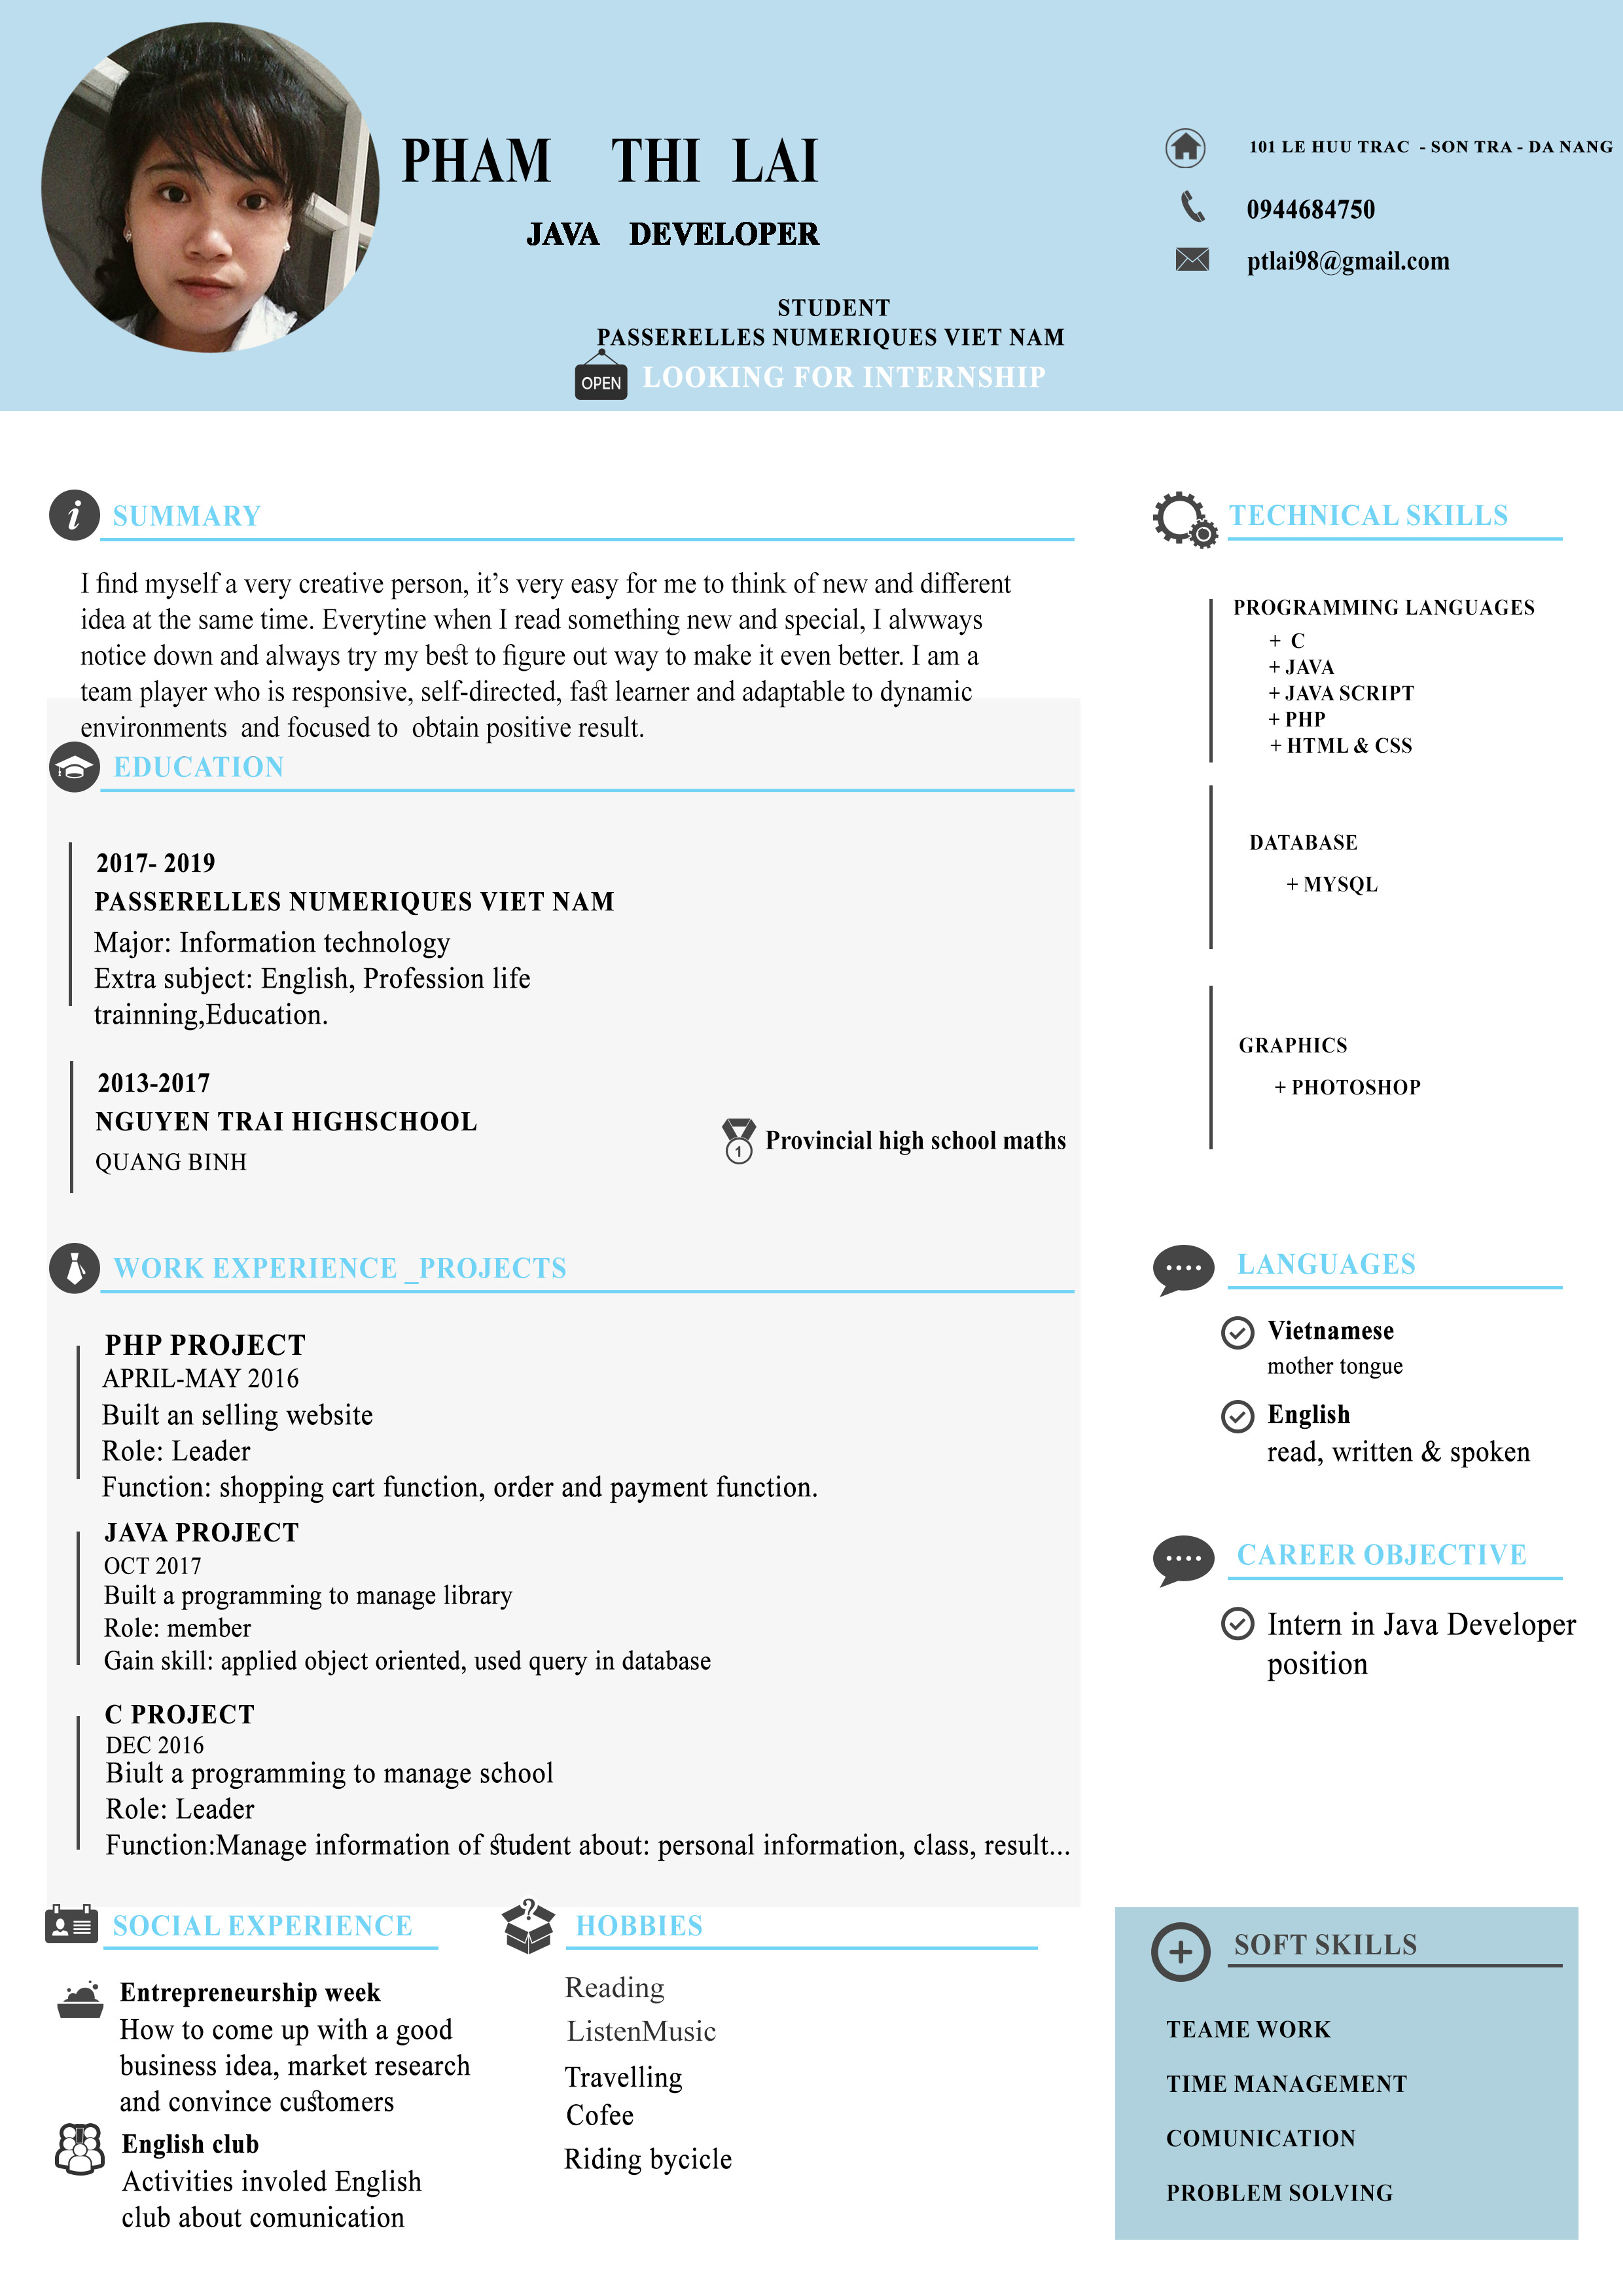 PHAM THI LAI
JAVA DEVELOPER
STUDENT
PASSERELLES NUMERIQUES VIET NAM
OPEN
LOOKING FOR INTERNSHIP
101 LE HUU TRAC - SON TRA - DA NANG
0944684750
ptlai98@gmail.com
SUMMARY
I find myself a very creative person, it's very easy for me to think of new and different
idea at the same time. Everytine when I read something new and special, I alwways
notice down and always try my best to figure out way to make it even better. I am a
team player who is responsive, self-directed, fast learner and adaptable to dynamic
environments and focused to obtain positive result.
EDUCATION
2017- 2019
PASSERELLES NUMERIQUES VIET NAM
Major: Information technology
Extra subject: English, Profession life
trainning,Education.
2013-2017
NGUYEN TRAI HIGHSCHOOL
QUANG BINH
1
Provincial high school maths
WORK EXPERIENCE _PROJECTS
PHP PROJECT
APRIL-MAY 2016
Built an selling website
Role: Leader
Function: shopping cart function, order and payment function.
JAVA PROJECT
OCT 2017
Built a programming to manage library
Role: member
Gain skill: applied object oriented, used query in database
C PROJECT
DEC 2016
Biult a programming to manage school
Role: Leader
Function:Manage information of student about: personal information, class, result...
SOCIAL EXPERIENCE
Entrepreneurship week
How to come up with a good
business idea, market research
and convince customers
English club
Activities involed English
club about comunication
HOBBIES
Reading
ListenMusic
Travelling
Cofee
Riding bycicle
TECHNICAL SKILLS
PROGRAMMING LANGUAGES
+ C
+ JAVA
+ JAVA SCRIPT
+ PHP
+ HTML & CSS
DATABASE
+ MYSQL
GRAPHICS
+ PHOTOSHOP
LANGUAGES
Vietnamese
mother tongue
English
read, written & spoken
CAREER OBJECTIVE
Intern in Java Developer
position
SOFT SKILLS
TEAME WORK
TIME MANAGEMENT
COMUNICATION
PROBLEM SOLVING